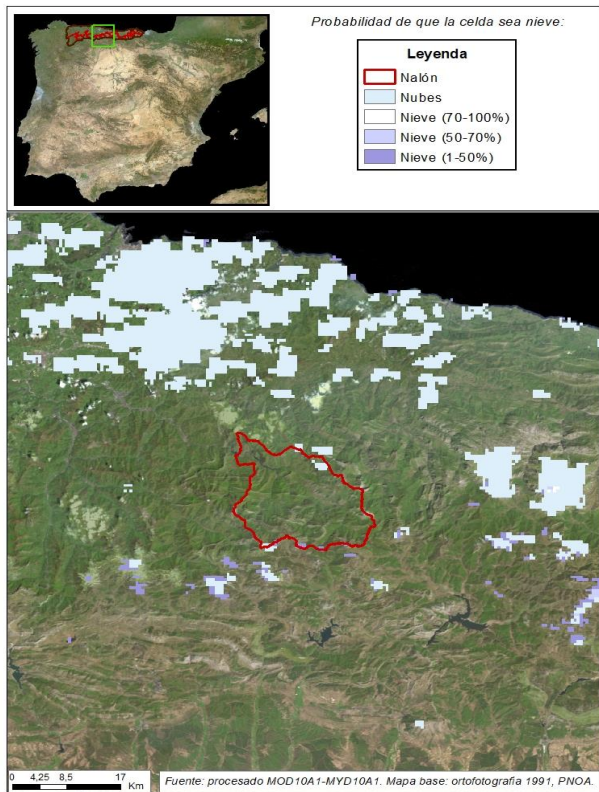 Probabilidad de que la celda sea nieve:
Leyenda
Nalón
Nubes
Nieve (70-100%)
Nieve (50-70%)
Nieve (1-50%)
0 4,25 8,5 17
Km
Fuente: procesado MOD10A1-MYD10A1. Mapa base: ortofotografia 1991, PNOA.